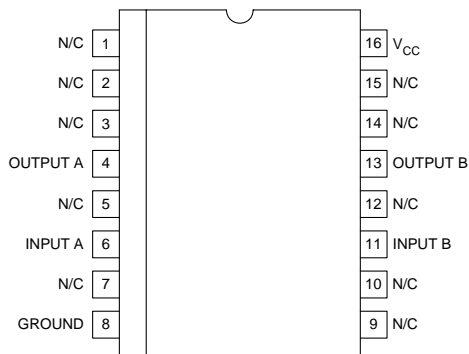 N/C 1 16 VCC
N/C 2 15 N/C
N/C 3 14 N/C
OUTPUT A 4 13 OUTPUT B
N/C 5 12 N/C
INPUT A 6 11 INPUT B
N/C 7 10 N/C
GROUND 8 9 N/C